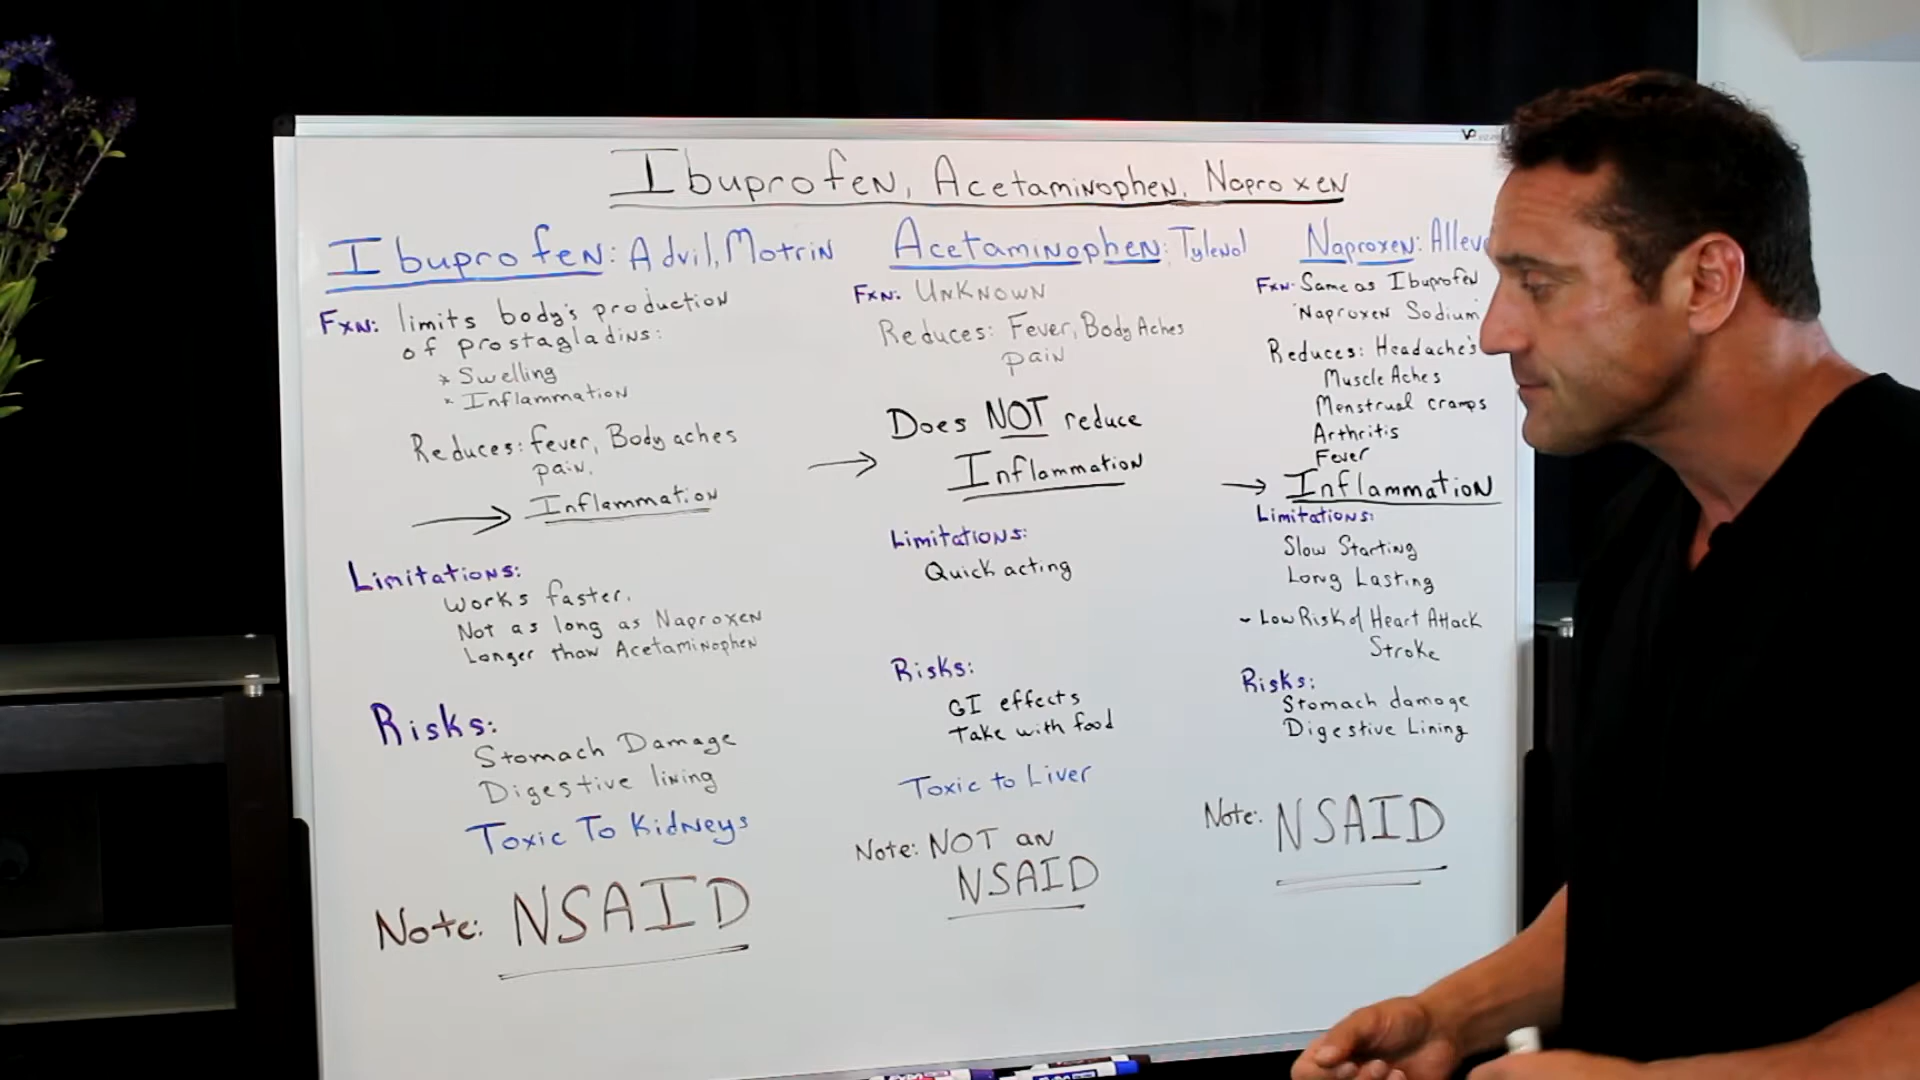 Ibuprofen, Acetaminophen, Naproxen
Ibuprofen: Advil, Motrin
Fxn: limits body's production
of prostagladins:
* Swelling
* Inflammation
Reduces: fever, Body aches
pain.
→ Inflammation
Limitations:
Works faster.
Not as long as Naproxen
Longer than Acetaminophen
Risks:
Stomach Damage
Digestive lining
Toxic To Kidneys
Note: NSAID
Acetaminophen: Tylenol
Fxn: Unknown
Reduces: Fever, Body Aches
pain
Does NOT reduce
→ Inflammation
Limitations:
Quick acting
Risks:
GI effects
Take with food
Toxic to Liver
Note: NOT an
NSAID
Naproxen: Alleve
Fxn: Same as Ibuprofen
"Naproxen Sodium"
Reduces: Headache's
Muscle Aches
Menstrual cramps
Arthritis
Fever
→ Inflammation
Limitations:
Slow Starting
Long Lasting
- Low Risk of Heart Attack
Stroke
Risks:
Stomach damage
Digestive Lining
Note: NSAID